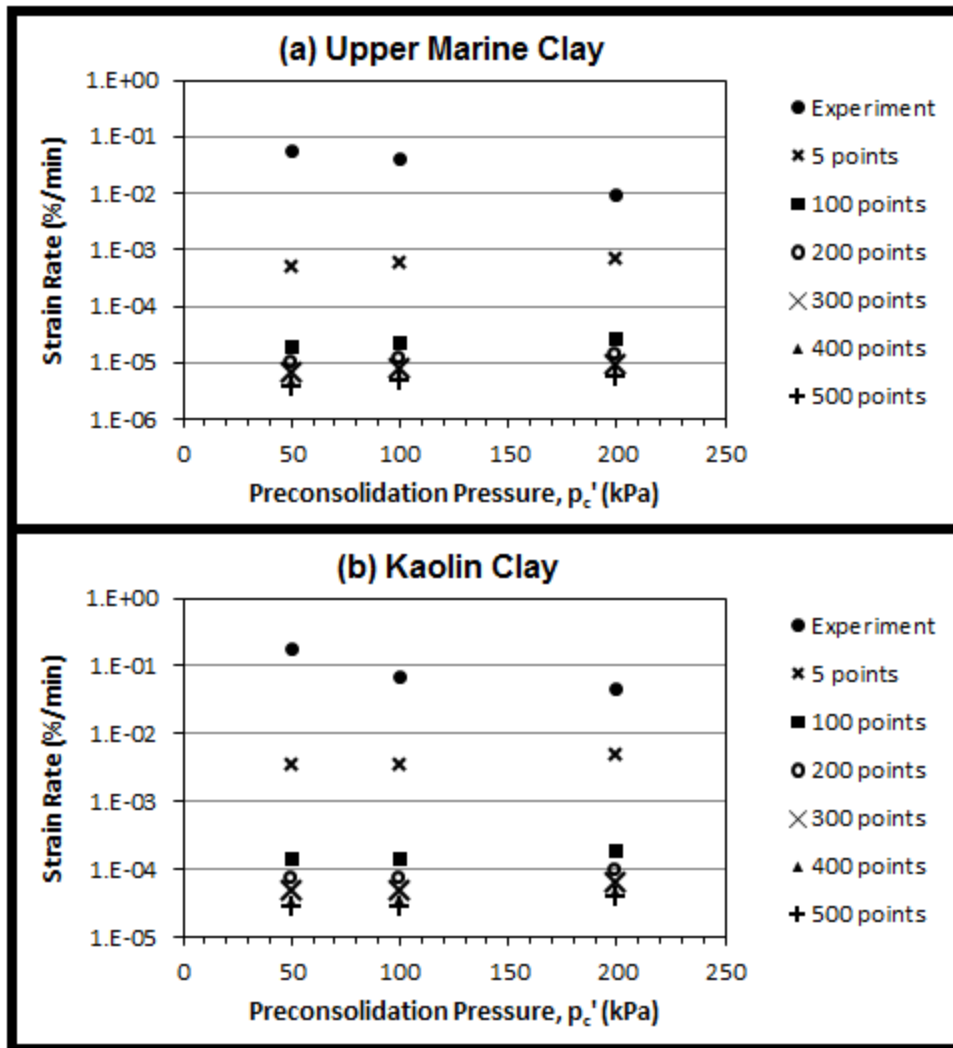 (a) Upper Marine Clay
1.E+00
1.E-01
1.E-02
1.E-03
1.E-04
1.E-05
1.E-06
Strain Rate (%/min)
0 50 100 150 200 250
Preconsolidation Pressure, pc' (kPa)
Experiment
5 points
100 points
200 points
300 points
400 points
500 points
(b) Kaolin Clay
1.E+00
1.E-01
1.E-02
1.E-03
1.E-04
1.E-05
Strain Rate (%/min)
0 50 100 150 200 250
Preconsolidation Pressure, pc' (kPa)
Experiment
5 points
100 points
200 points
300 points
400 points
500 points